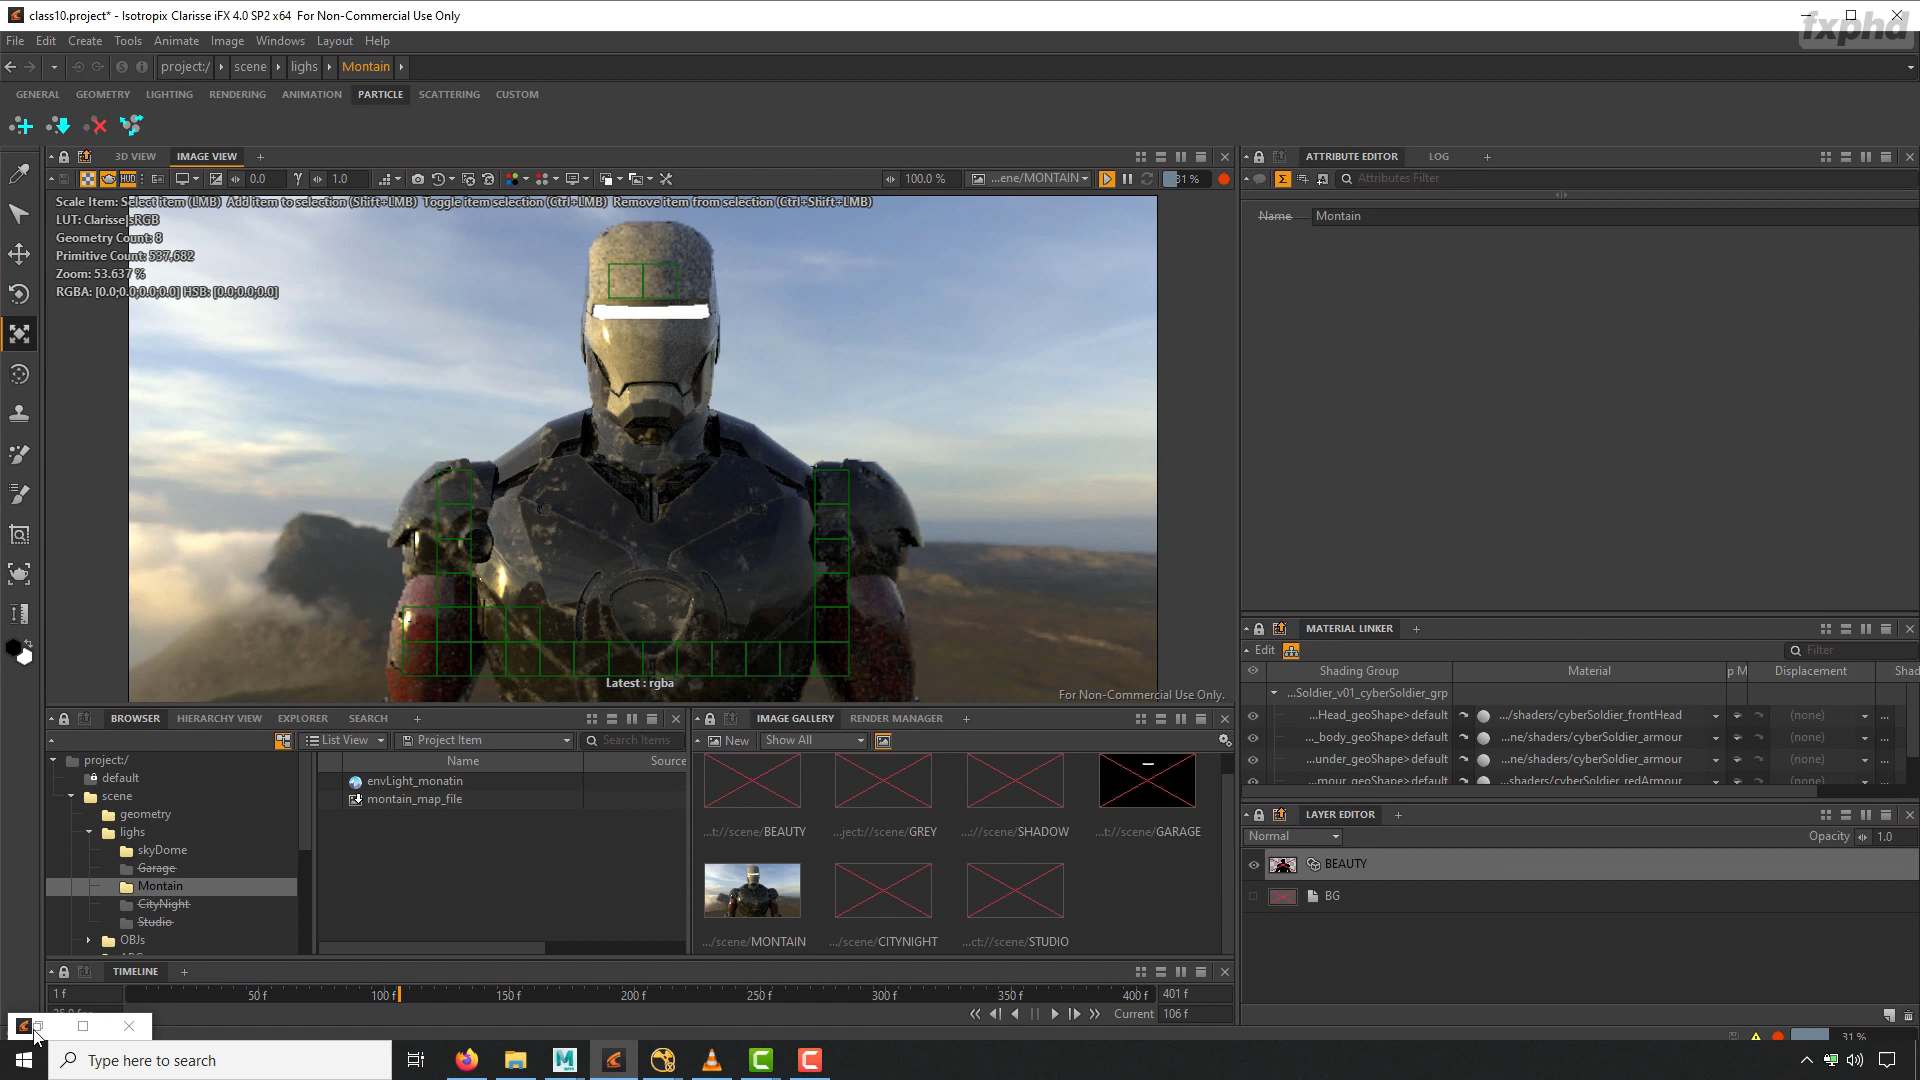 class10.project* - Isotropix Clarisse iFX 4.0 SP2 x64  For Non-Commercial Use Only
fxphd
File Edit Create Tools Animate Image Windows Layout Help
project:/ scene lighs Montain
GENERAL GEOMETRY LIGHTING RENDERING ANIMATION PARTICLE SCATTERING CUSTOM
3D VIEW IMAGE VIEW +
ATTRIBUTE EDITOR LOG +
HUD 0.0 1.0 100.0 % ...ene/MONTAIN 31 %
Attributes Filter
Scale Item: Select item (LMB)  Add item to selection (Shift+LMB)  Toggle item selection (Ctrl+LMB)  Remove item from selection (Ctrl+Shift+LMB)
Name Montain
LUT: Clarisse|sRGB
Geometry Count: 8
Primitive Count: 537,682
Zoom: 53.637 %
RGBA: [0.0;0.0;0.0;0.0] HSB: [0.0;0.0;0.0]
Latest : rgba
For Non-Commercial Use Only.
MATERIAL LINKER +
Edit Filter
Shading Group Material p M Displacement Shad
...Soldier_v01_cyberSoldier_grp
...Head_geoShape>default .../shaders/cyberSoldier_frontHead (none) ...
..._body_geoShape>default ...ne/shaders/cyberSoldier_armour (none) ...
...under_geoShape>default ...ne/shaders/cyberSoldier_armour (none) ...
...mour_geoShape>default ...shaders/cyberSoldier_redArmour (none) ...
BROWSER HIERARCHY VIEW EXPLORER SEARCH +
List View Project Item Search Items
Name Source
project:/
default
scene
geometry
lighs
skyDome
Garage
Montain
CityNight
Studio
OBJs
envLight_monatin
montain_map_file
IMAGE GALLERY RENDER MANAGER +
New Show All
...t://scene/BEAUTY ...ject://scene/GREY ...://scene/SHADOW ...t://scene/GARAGE
.../scene/MONTAIN .../scene/CITYNIGHT ...ct://scene/STUDIO
LAYER EDITOR +
Normal Opacity 1.0
BEAUTY
BG
TIMELINE +
1 f 50 f 100 f 150 f 200 f 250 f 300 f 350 f 400 f 401 f
Current 106 f
31 %
Type here to search